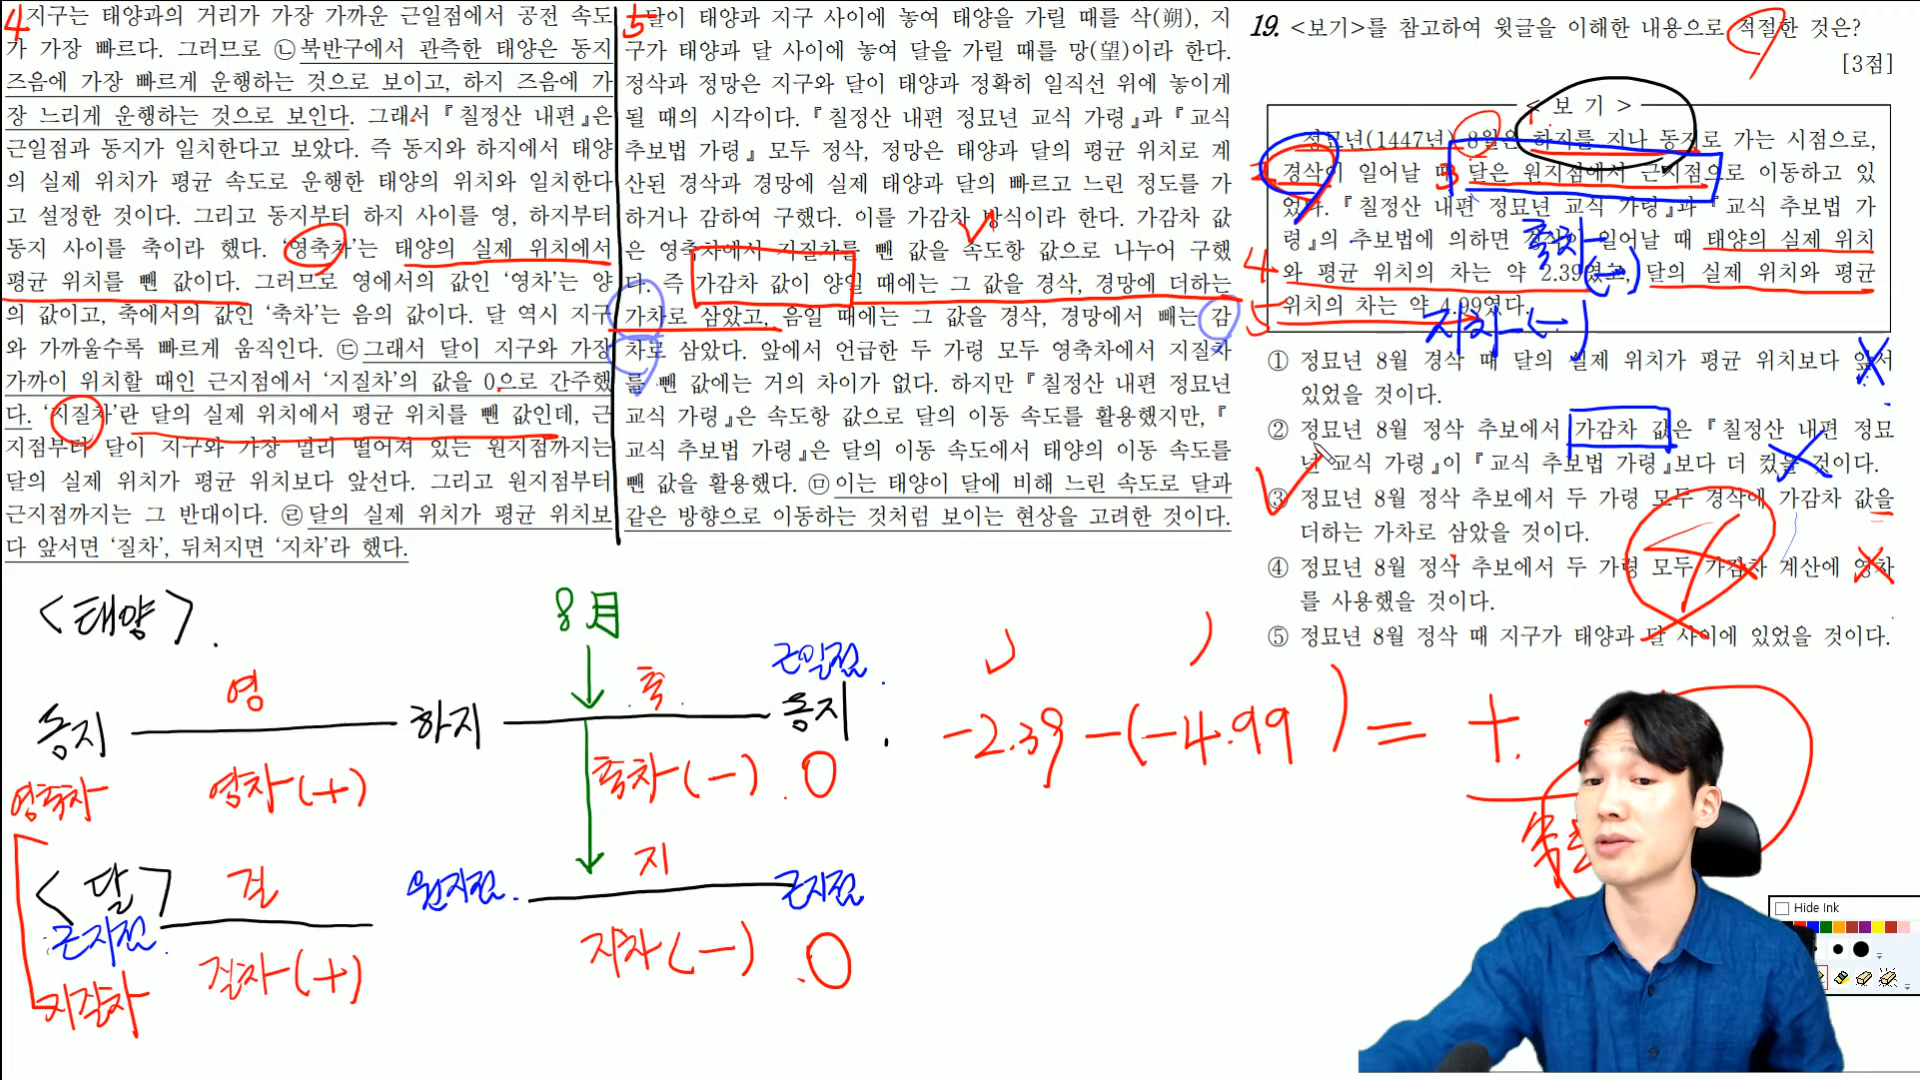 4 지구는 태양과의 거리가 가장 가까운 근일점에서 공전 속도
가 가장 빠르다. 그러므로 ㉡북반구에서 관측한 태양은 동지
즈음에 가장 빠르게 운행하는 것으로 보이고, 하지 즈음에 가
장 느리게 운행하는 것으로 보인다. 그래서 『칠정산 내편』은
근일점과 동지가 일치한다고 보았다. 즉 동지와 하지에서 태양
의 실제 위치가 평균 속도로 운행한 태양의 위치와 일치한다
고 설정한 것이다. 그리고 동지부터 하지 사이를 영, 하지부터
동지 사이를 축이라 했다. ‘영축차’는 태양의 실제 위치에서
평균 위치를 뺀 값이다. 그러므로 영에서의 값인 ‘영차’는 양
의 값이고, 축에서의 값인 ‘축차’는 음의 값이다. 달 역시 지구
와 가까울수록 빠르게 움직인다. ㉢그래서 달이 지구와 가장
가까이 위치할 때인 근지점에서 ‘지질차’의 값을 0으로 간주했
다. ‘지질차’란 달의 실제 위치에서 평균 위치를 뺀 값인데, 근
지점부터 달이 지구와 가장 멀리 떨어져 있는 원지점까지는
달의 실제 위치가 평균 위치보다 앞선다. 그리고 원지점부터
근지점까지는 그 반대이다. ㉣달의 실제 위치가 평균 위치보
다 앞서면 ‘질차’, 뒤처지면 ‘지차’라 했다.
5 달이 태양과 지구 사이에 놓여 태양을 가릴 때를 삭(朔), 지
구가 태양과 달 사이에 놓여 달을 가릴 때를 망(望)이라 한다.
정삭과 정망은 지구와 달이 태양과 정확히 일직선 위에 놓이게
될 때의 시각이다. 『칠정산 내편 정묘년 교식 가령』과 『교식
추보법 가령』 모두 정삭, 정망은 태양과 달의 평균 위치로 계
산된 경삭과 경망에 실제 태양과 달의 빠르고 느린 정도를 가
하거나 감하여 구했다. 이를 가감차 방식이라 한다. 가감차 값
은 영축차에서 지질차를 뺀 값을 속도항 값으로 나누어 구했
다. 즉 가감차 값이 양일 때에는 그 값을 경삭, 경망에 더하는
가차로 삼았고, 음일 때에는 그 값을 경삭, 경망에서 빼는 감
차로 삼았다. 앞에서 언급한 두 가령 모두 영축차에서 지질차
를 뺀 값에는 거의 차이가 없다. 하지만 『칠정산 내편 정묘년
교식 가령』은 속도항 값으로 달의 이동 속도를 활용했지만, 『
교식 추보법 가령』은 달의 이동 속도에서 태양의 이동 속도를
뺀 값을 활용했다. ㉤이는 태양이 달에 비해 느린 속도로 달과
같은 방향으로 이동하는 것처럼 보이는 현상을 고려한 것이다.
19. <보기>를 참고하여 윗글을 이해한 내용으로 적절한 것은?
[3점]
< 보 기 >
정묘년(1447년) 8월은 하지를 지나 동지로 가는 시점으로,
경삭이 일어날 때 달은 원지점에서 근지점으로 이동하고 있
었다. 『칠정산 내편 정묘년 교식 가령』과 『교식 추보법 가
령』의 추보법에 의하면 경삭이 일어날 때 태양의 실제 위치
와 평균 위치의 차는 약 2.39였고, 달의 실제 위치와 평균
위치의 차는 약 4.99였다.
2
3
4
5
축차 (-)
지차 (-)
① 정묘년 8월 경삭 때 달의 실제 위치가 평균 위치보다 앞서
있었을 것이다.
② 정묘년 8월 정삭 추보에서 가감차 값은 『칠정산 내편 정묘
년 교식 가령』이 『교식 추보법 가령』보다 더 컸을 것이다.
③ 정묘년 8월 정삭 추보에서 두 가령 모두 경삭에 가감차 값을
더하는 가차로 삼았을 것이다.
④ 정묘년 8월 정삭 추보에서 두 가령 모두 가감차 계산에 영차
를 사용했을 것이다.
⑤ 정묘년 8월 정삭 때 지구가 태양과 달 사이에 있었을 것이다.
<태양>.
8月
영
축
근일점
동지
하지
동지
영축차
영차(+)
축차(-)
0
-2.39-(-4.99)=+
<달>
질
원지점
지
근지점
근지점
지질차
질차(+)
지차(-)
0
Hide Ink